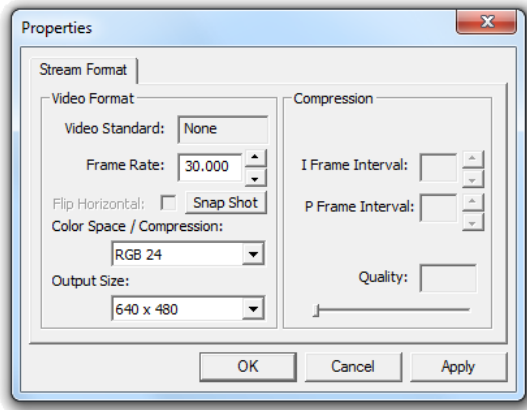 Properties
Stream Format
Video Format
Video Standard: None
Frame Rate: 30.000
Flip Horizontal: Snap Shot
Color Space / Compression:
RGB 24
Output Size:
640 x 480
Compression
I Frame Interval:
P Frame Interval:
Quality:
OK Cancel Apply